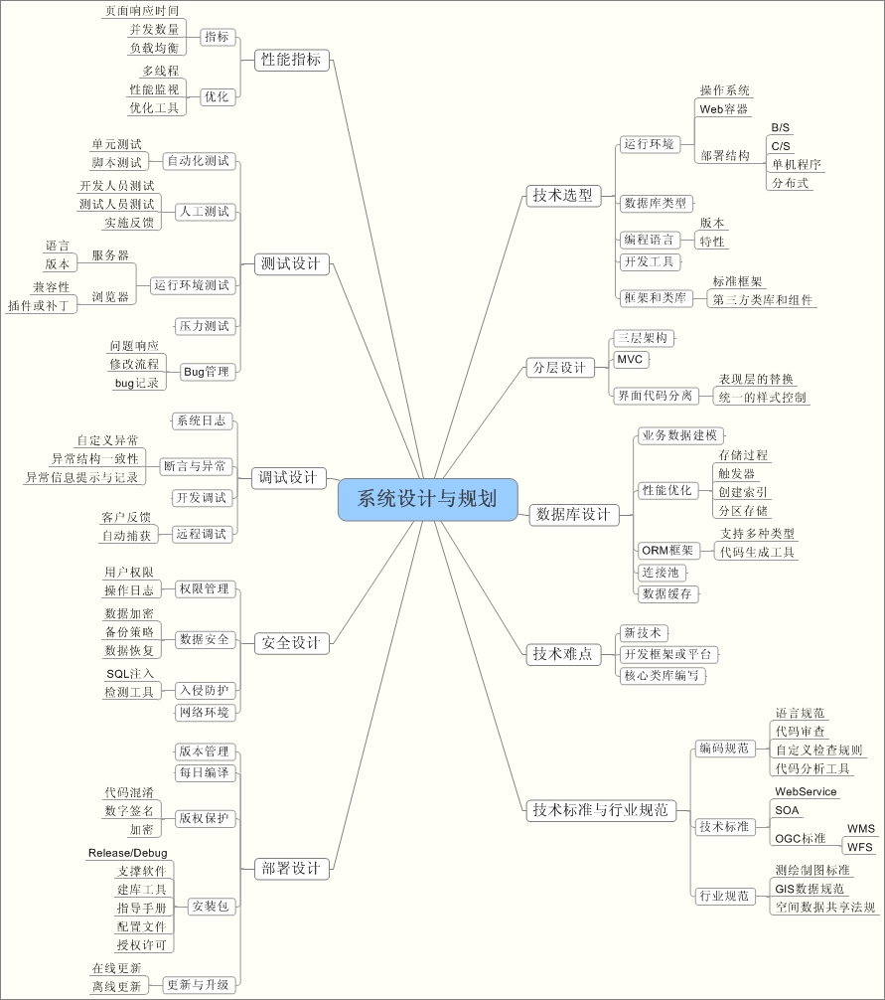 系统设计与规划
性能指标
指标
页面响应时间
并发数量
负载均衡
优化
多线程
性能监视
优化工具
测试设计
自动化测试
单元测试
脚本测试
人工测试
开发人员测试
测试人员测试
实施反馈
运行环境测试
服务器
语言
版本
浏览器
兼容性
插件或补丁
压力测试
Bug管理
问题响应
修改流程
bug记录
调试设计
系统日志
断言与异常
自定义异常
异常结构一致性
异常信息提示与记录
开发调试
远程调试
客户反馈
自动捕获
安全设计
权限管理
用户权限
操作日志
数据安全
数据加密
备份策略
数据恢复
入侵防护
SQL注入
检测工具
网络环境
部署设计
版本管理
每日编译
版权保护
代码混淆
数字签名
加密
安装包
Release/Debug
支撑软件
建库工具
指导手册
配置文件
授权许可
更新与升级
在线更新
离线更新
技术选型
运行环境
操作系统
Web容器
部署结构
B/S
C/S
单机程序
分布式
数据库类型
编程语言
版本
特性
开发工具
框架和类库
标准框架
第三方类库和组件
分层设计
三层架构
MVC
界面代码分离
表现层的替换
统一的样式控制
数据库设计
业务数据建模
性能优化
存储过程
触发器
创建索引
分区存储
ORM框架
支持多种类型
代码生成工具
连接池
数据缓存
技术难点
新技术
开发框架或平台
核心类库编写
技术标准与行业规范
编码规范
语言规范
代码审查
自定义检查规则
代码分析工具
技术标准
WebService
SOA
OGC标准
WMS
WFS
行业规范
测绘制图标准
GIS数据规范
空间数据共享法规